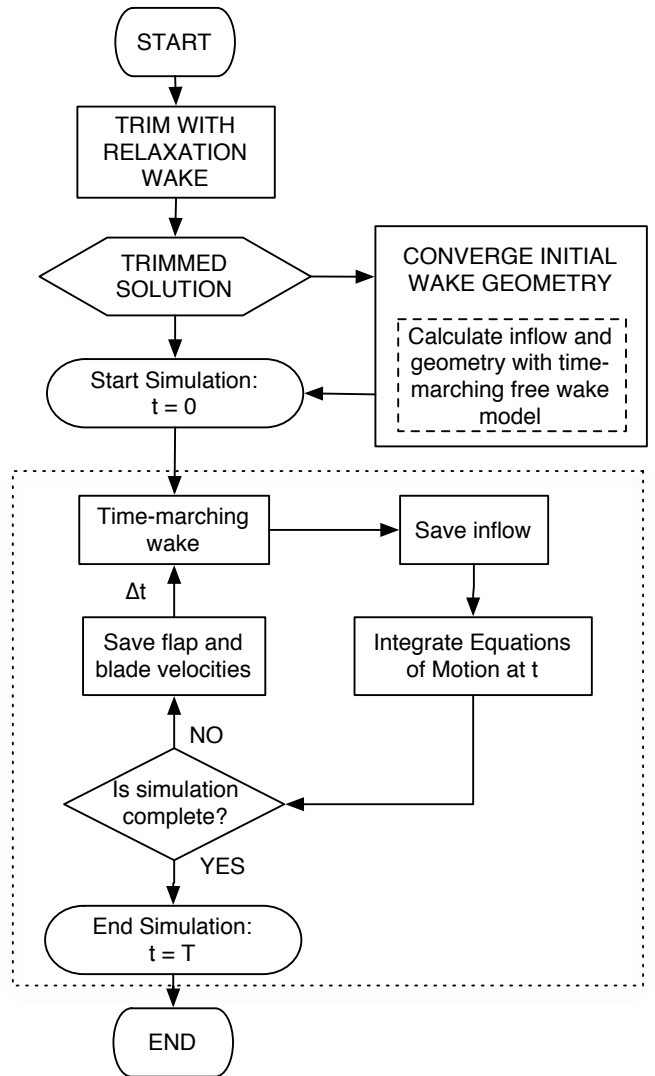 START
TRIM WITH
RELAXATION
WAKE
TRIMMED
SOLUTION
CONVERGE INITIAL
WAKE GEOMETRY
Calculate inflow and
geometry with time-
marching free wake
model
Start Simulation:
t = 0
Time-marching
wake
Save inflow
Δt
Save flap and
blade velocities
Integrate Equations
of Motion at t
NO
Is simulation
complete?
YES
End Simulation:
t = T
END